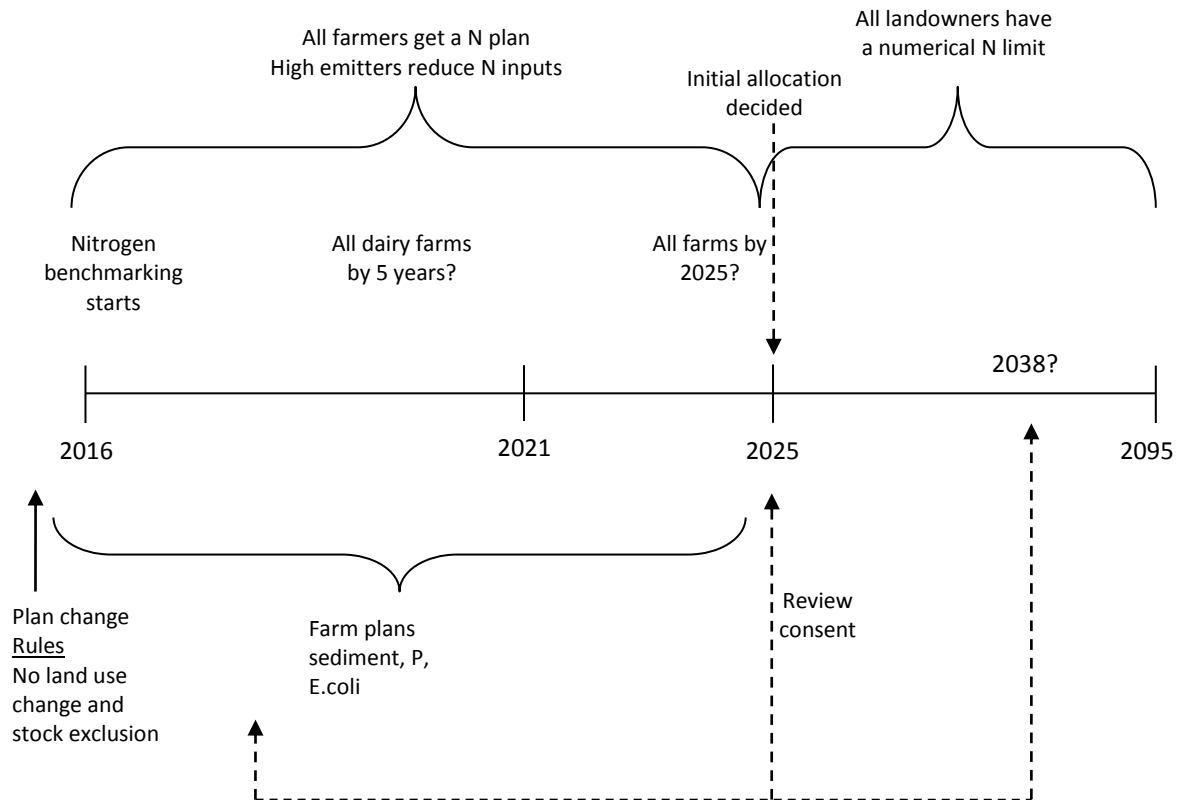 All farmers get a N plan
High emitters reduce N inputs
All landowners have
a numerical N limit
Initial allocation
decided
Nitrogen
benchmarking
starts
All dairy farms
by 5 years?
All farms by
2025?
2038?
2016
2021
2025
2095
Plan change
Rules
No land use
change and
stock exclusion
Farm plans
sediment, P,
E.coli
Review
consent